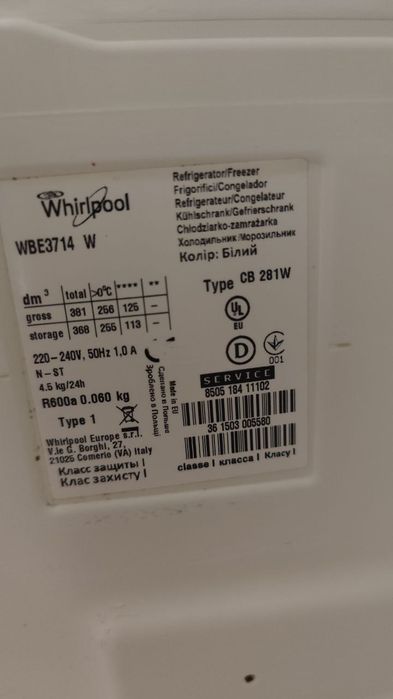 Whirlpool
WBE3714 W
Refrigerator/Freezer
Frigorifici/Congelador
Refrigerateur/Congelateur
Kühlschrank/Gefrierschrank
Chłodziarko-zamrażarka
Холодильник/Морозильник
Колір: Білий
Type CB 281W
dm³ total >0°C **** **
gross 381 256 125 –
storage 368 255 113 –
UL
EU
D
001
220-240V, 50Hz 1,0 A
N-ST
4.5 kg/24h
R600a 0.060 kg
Type 1
Made in EU
Сделано в Польше
Зроблено в Польщі
SERVICE
8505 184 11102
36 1503 005580
Whirlpool Europe s.r.l.
V.le G. Borghi, 27,
21025 Comerio (VA) Italy
Класс защиты I
Клас захисту I
classe I класса I Класу I